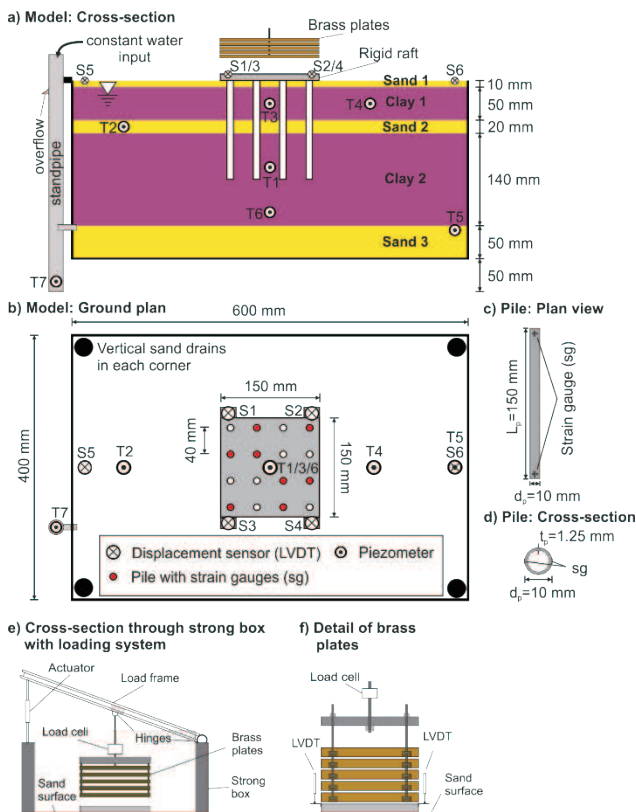 a) Model: Cross-section
constant water
input
Brass plates
Rigid raft
S5
S1/3
S2/4
S6
Sand 1
10 mm
Clay 1
50 mm
T3
T4
T2
Sand 2
20 mm
overflow
standpipe
T1
Clay 2
140 mm
T6
T5
Sand 3
50 mm
T7
50 mm
b) Model: Ground plan
600 mm
c) Pile: Plan view
Vertical sand drains
in each corner
150 mm
S1
S2
40 mm
400 mm
150 mm
S5
T2
T1/3/6
T4
T5
S6
T7
S3
S4
Lp=150 mm
Strain gauge (sg)
dp=10 mm
d) Pile: Cross-section
tp=1.25 mm
sg
dp=10 mm
Displacement sensor (LVDT)
Piezometer
Pile with strain gauges (sg)
e) Cross-section through strong box
with loading system
Actuator
Load frame
Load cell
Hinges
Brass
plates
Sand
surface
Strong
box
f) Detail of brass
plates
Load cell
LVDT
LVDT
Sand
surface